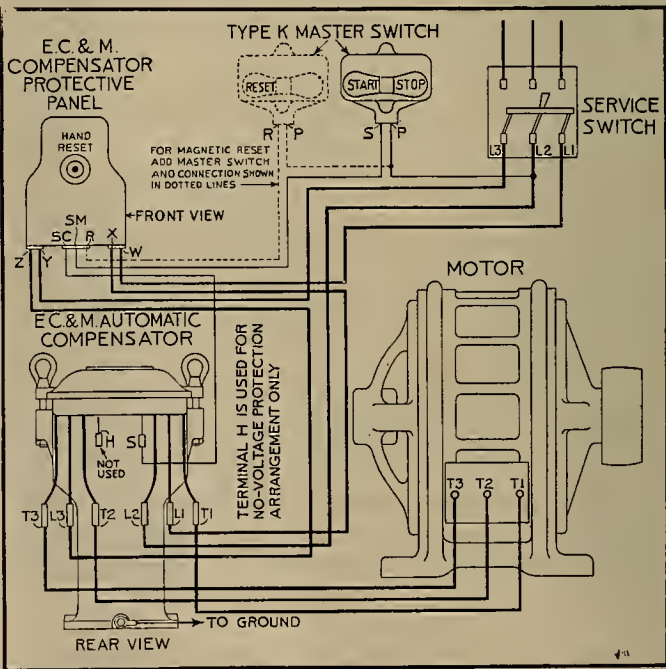 TYPE K MASTER SWITCH
E.C. & M.
COMPENSATOR
PROTECTIVE
PANEL
RESET
START
STOP
SERVICE
SWITCH
HAND
RESET
R
P
S
P
L3
L2
L1
FOR MAGNETIC RESET
ADD MASTER SWITCH
AND CONNECTION SHOWN
IN DOTTED LINES
FRONT VIEW
SM
SC
R
X
Z
Y
W
MOTOR
E.C.&M. AUTOMATIC
COMPENSATOR
TERMINAL H IS USED FOR
NO-VOLTAGE PROTECTION
ARRANGEMENT ONLY
H
S
NOT
USED
T3
L3
T2
L2
L1
T1
T3
T2
T1
TO GROUND
REAR VIEW